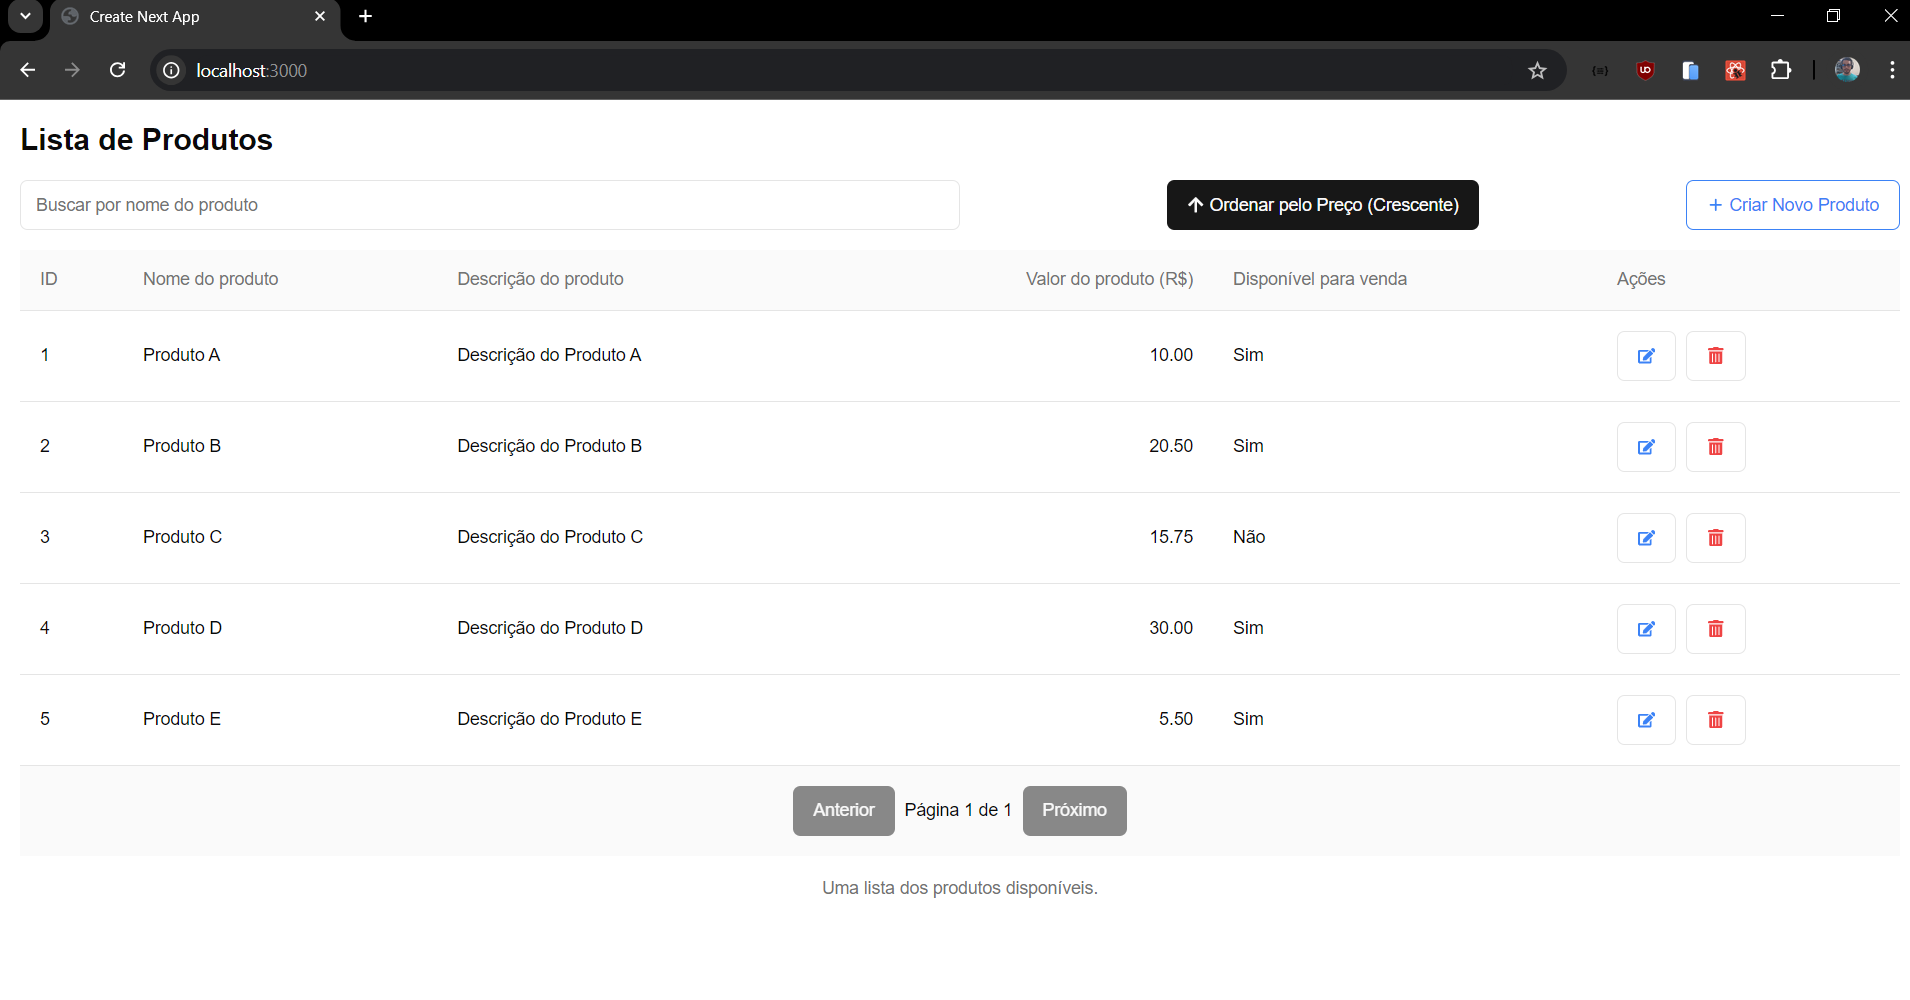 Create Next App
localhost:3000
Lista de Produtos
Buscar por nome do produto
Ordenar pelo Preço (Crescente)
+ Criar Novo Produto
ID Nome do produto Descrição do produto Valor do produto (R$) Disponível para venda Ações
1 Produto A Descrição do Produto A 10.00 Sim
2 Produto B Descrição do Produto B 20.50 Sim
3 Produto C Descrição do Produto C 15.75 Não
4 Produto D Descrição do Produto D 30.00 Sim
5 Produto E Descrição do Produto E 5.50 Sim
Anterior Página 1 de 1 Próximo
Uma lista dos produtos disponíveis.